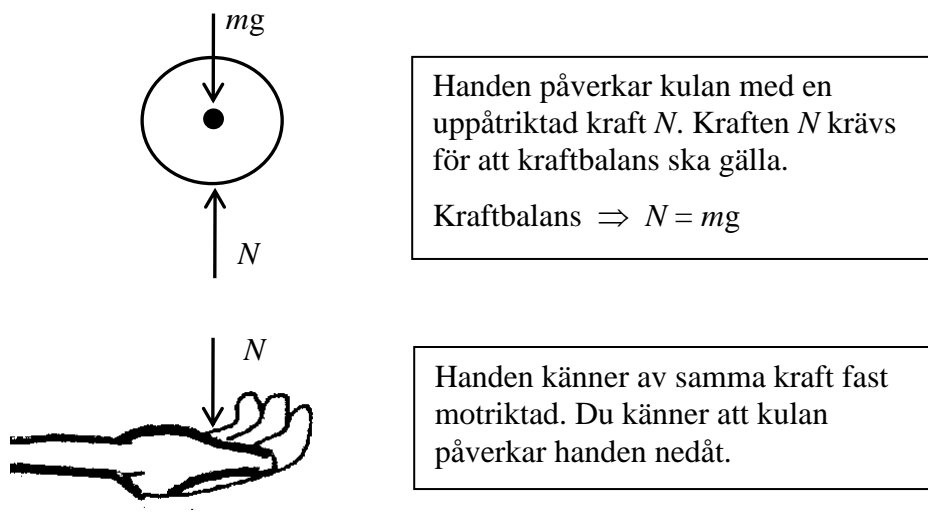 mg
Handen påverkar kulan med en
uppåtriktad kraft N. Kraften N krävs
för att kraftbalans ska gälla.
Kraftbalans ⇒ N = mg
N
N
Handen känner av samma kraft fast
motriktad. Du känner att kulan
påverkar handen nedåt.